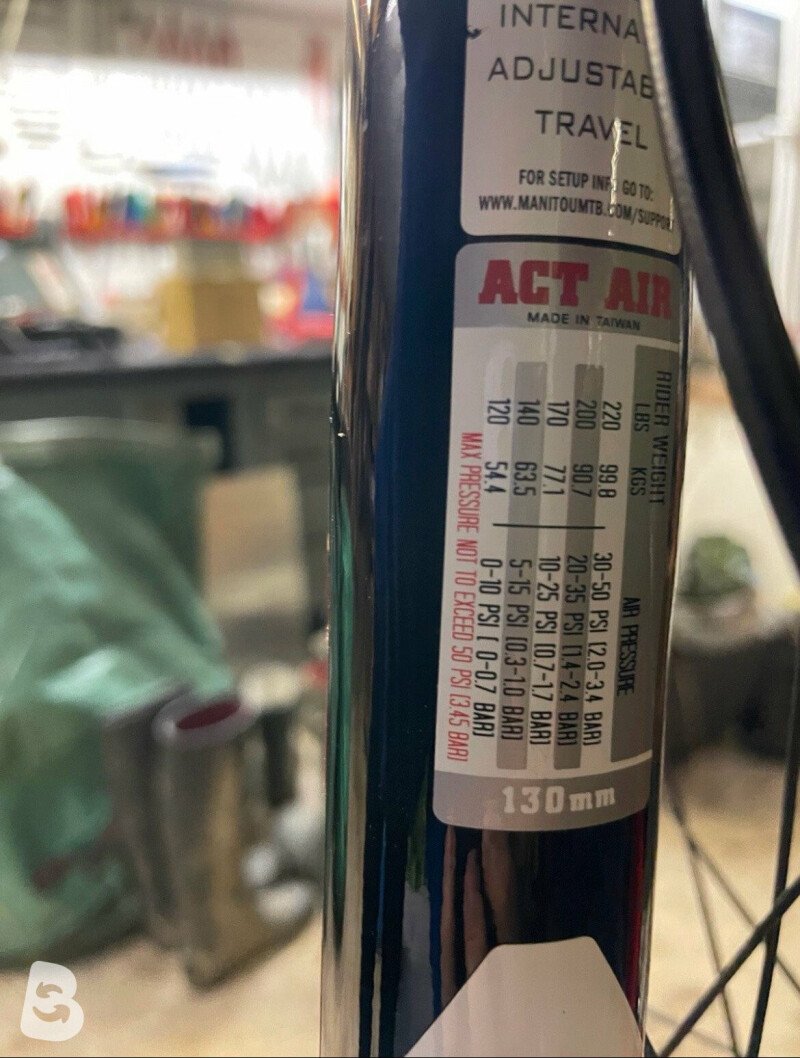 INTERNA
ADJUSTAB
TRAVEL
FOR SETUP INFO GO TO:
WWW.MANITOUMTB.COM/SUPPORT
ACT AIR
MADE IN TAIWAN
RIDER WEIGHT AIR PRESSURE
LBS KGS
220 99.8 30-50 PSI (2.0-3.4 BAR)
200 90.7 20-35 PSI (1.4-2.4 BAR)
170 77.1 10-25 PSI (0.7-1.7 BAR)
140 63.5 5-15 PSI (0.3-1.0 BAR)
120 54.4 0-10 PSI ( 0-0.7 BAR)
MAX PRESSURE NOT TO EXCEED 50 PSI (3.45 BAR)
130mm
B